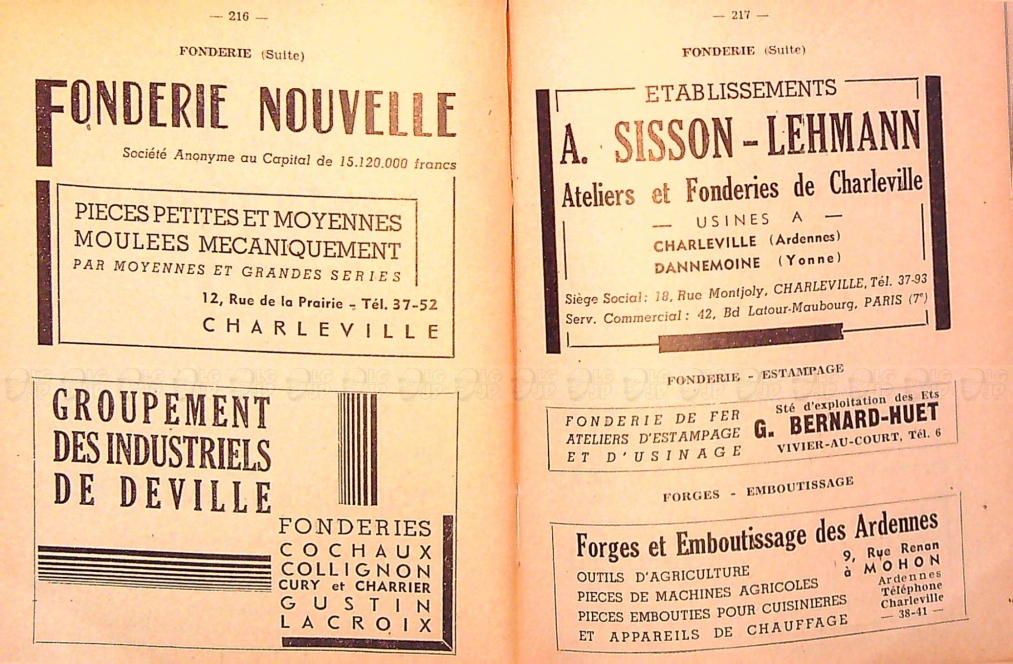 — 216 —
FONDERIE (Suite)
FONDERIE NOUVELLE
Société Anonyme au Capital de 15.120.000 francs
PIECES PETITES ET MOYENNES
MOULEES MECANIQUEMENT
PAR MOYENNES ET GRANDES SERIES
12, Rue de la Prairie - Tél. 37-52
CHARLEVILLE
GROUPEMENT
DES INDUSTRIELS
DE DEVILLE
FONDERIES
COCHAUX
COLLIGNON
CURY et CHARRIER
GUSTIN
LACROIX
— 217 —
FONDERIE (Suite)
ETABLISSEMENTS
A. SISSON - LEHMANN
Ateliers et Fonderies de Charleville
— USINES A —
CHARLEVILLE (Ardennes)
DANNEMOINE (Yonne)
Siège Social : 18, Rue Montjoly, CHARLEVILLE, Tél. 37-93
Serv. Commercial : 42, Bd Latour-Maubourg, PARIS (7e)
FONDERIE - ESTAMPAGE
FONDERIE DE FER
ATELIERS D'ESTAMPAGE
ET D'USINAGE
Sté d'exploitation des Ets
G. BERNARD-HUET
VIVIER-AU-COURT, Tél. 6
FORGES - EMBOUTISSAGE
Forges et Emboutissage des Ardennes
OUTILS D'AGRICULTURE
PIECES DE MACHINES AGRICOLES
PIECES EMBOUTIES POUR CUISINIERES
ET APPAREILS DE CHAUFFAGE
9, Rue Renan
à MOHON
Ardennes
Téléphone
Charleville
— 38-41 —